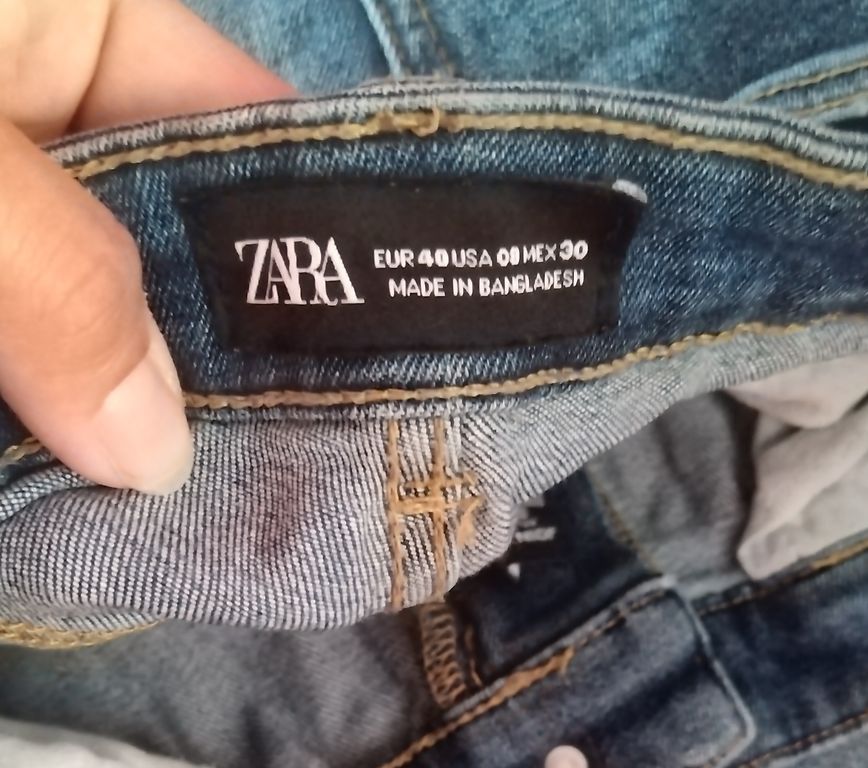 ZARA
EUR 40 USA 08 MEX 30
MADE IN BANGLADESH